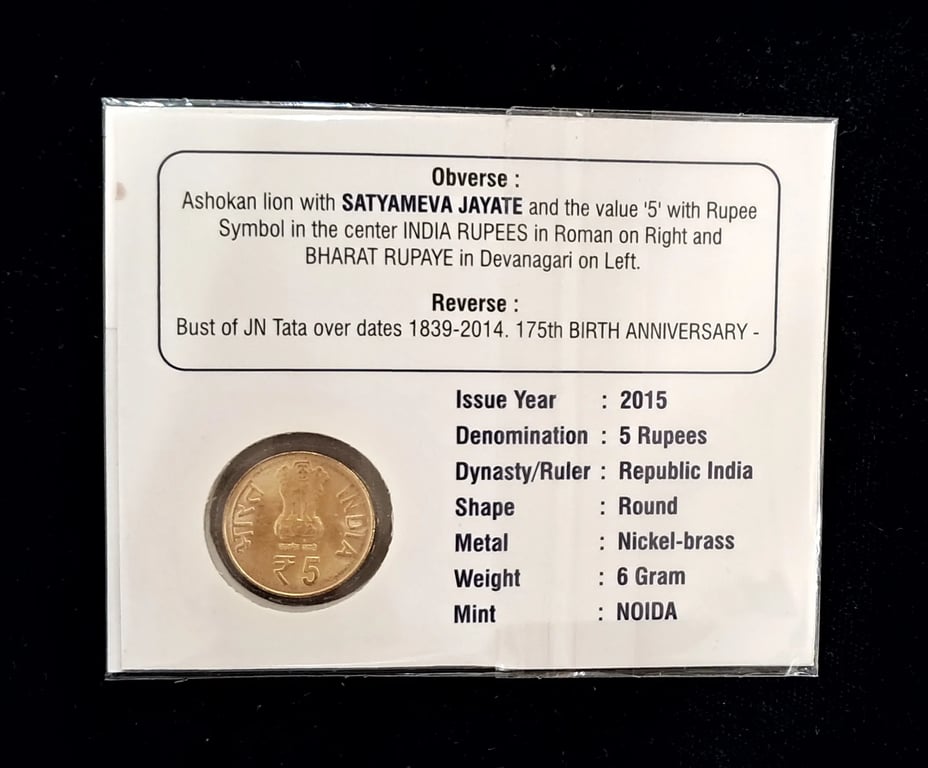 Obverse :
Ashokan lion with SATYAMEVA JAYATE and the value '5' with Rupee
Symbol in the center INDIA RUPEES in Roman on Right and
BHARAT RUPAYE in Devanagari on Left.
Reverse :
Bust of JN Tata over dates 1839-2014. 175th BIRTH ANNIVERSARY -
Issue Year : 2015
Denomination : 5 Rupees
Dynasty/Ruler : Republic India
Shape : Round
Metal : Nickel-brass
Weight : 6 Gram
Mint : NOIDA
भारत
INDIA
₹ 5